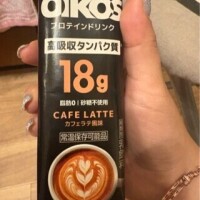 OIKOS
プロテインドリンク
高吸収タンパク質
18g
脂肪0 砂糖不使用
CAFE LATTE
カフェラテ風味
常温保存可能品